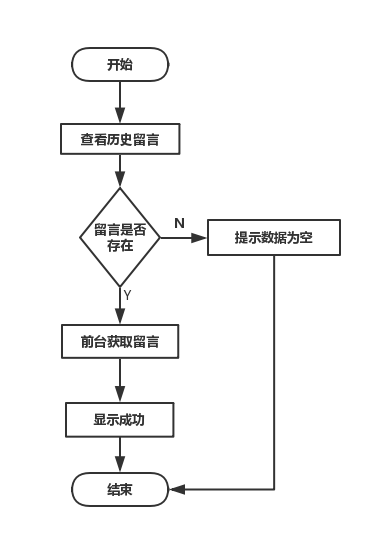 开始
查看历史留言
留言是否
存在
N
提示数据为空
Y
前台获取留言
显示成功
结束